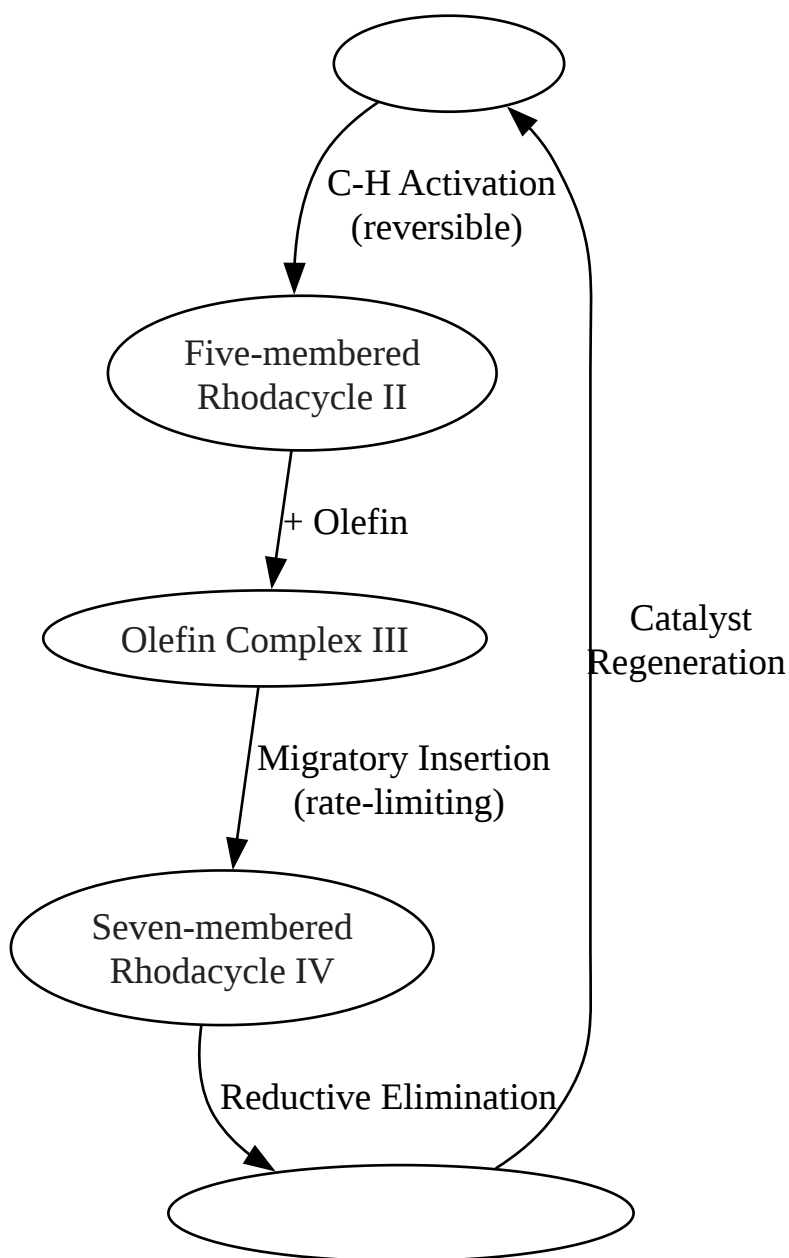 C-H Activation
(reversible)
Five-membered
Rhodacycle II
+ Olefin
Olefin Complex III
Catalyst
Regeneration
Migratory Insertion
(rate-limiting)
Seven-membered
Rhodacycle IV
Reductive Elimination